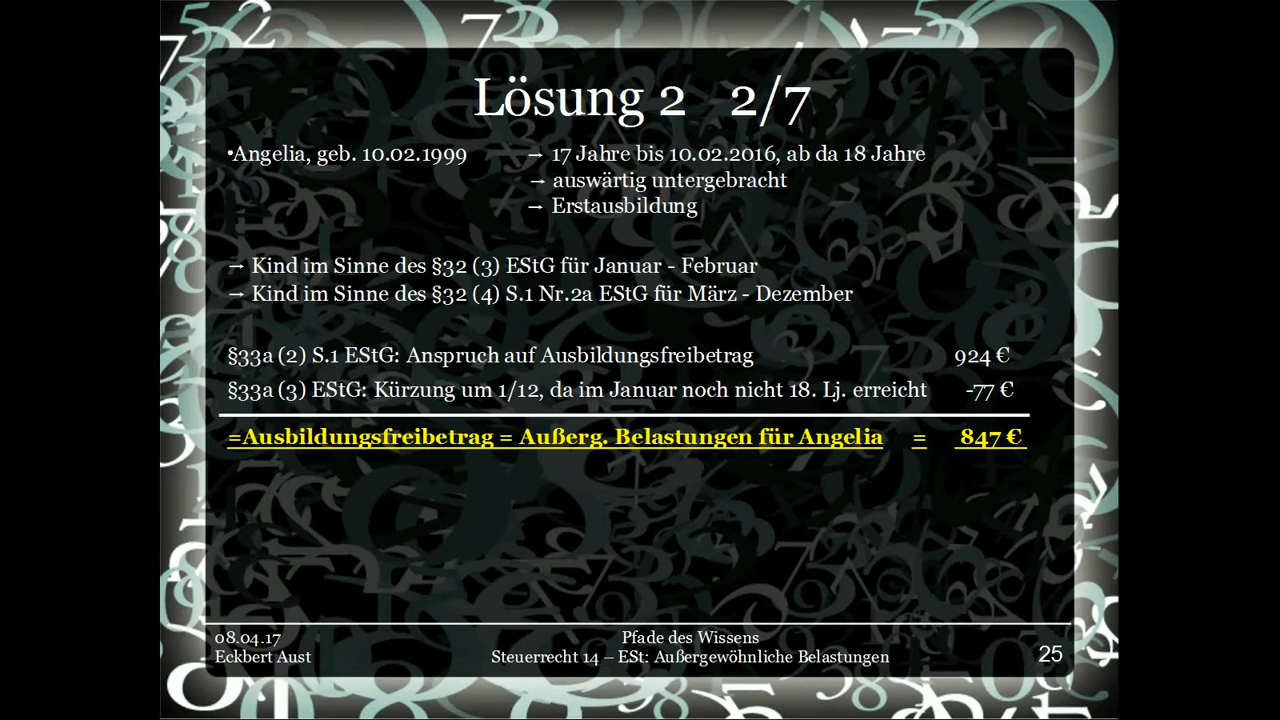 Lösung 2 2/7
•Angelia, geb. 10.02.1999 → 17 Jahre bis 10.02.2016, ab da 18 Jahre
→ auswärtig untergebracht
→ Erstausbildung
→ Kind im Sinne des §32 (3) EStG für Januar - Februar
→ Kind im Sinne des §32 (4) S.1 Nr.2a EStG für März - Dezember
§33a (2) S.1 EStG: Anspruch auf Ausbildungsfreibetrag 924 €
§33a (3) EStG: Kürzung um 1/12, da im Januar noch nicht 18. Lj. erreicht -77 €
=Ausbildungsfreibetrag = Außerg. Belastungen für Angelia = 847 €
08.04.17 Pfade des Wissens
Eckbert Aust Steuerrecht 14 – ESt: Außergewöhnliche Belastungen 25